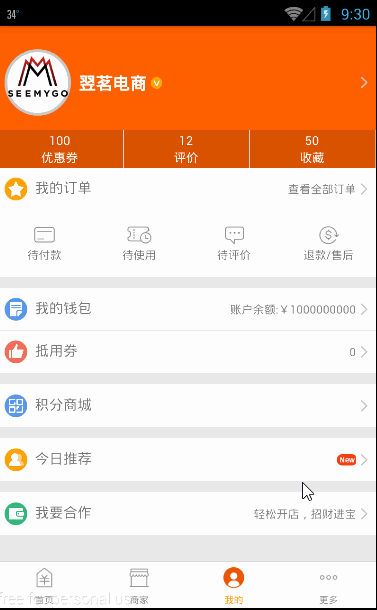 34°
9:30
SEEMYGO
翌茗电商
100
12
50
优惠券
评价
收藏
我的订单
查看全部订单
待付款
待使用
待评价
退款/售后
我的钱包
账户余额:￥1000000000
抵用券
0
积分商城
今日推荐
New
我要合作
轻松开店，招财进宝
首页
商家
我的
更多
free for personal use